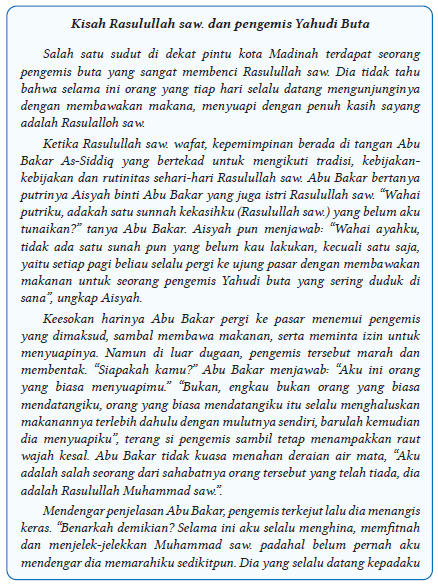 Kisah Rasulullah saw. dan pengemis Yahudi Buta
Salah satu sudut di dekat pintu kota Madinah terdapat seorang
pengemis buta yang sangat membenci Rasulullah saw. Dia tidak tahu
bahwa selama ini orang yang tiap hari selalu datang mengunjunginya
dengan membawakan makana, menyuapi dengan penuh kasih sayang
adalah Rasulalloh saw.
Ketika Rasulullah saw. wafat, kepemimpinan berada di tangan Abu
Bakar As-Siddiq yang bertekad untuk mengikuti tradisi, kebijakan-
kebijakan dan rutinitas sehari-hari Rasulullah saw. Abu Bakar bertanya
putrinya Aisyah binti Abu Bakar yang juga istri Rasulullah saw. “Wahai
putriku, adakah satu sunnah kekasihku (Rasulullah saw.) yang belum aku
tunaikan?” tanya Abu Bakar. Aisyah pun menjawab: “Wahai ayahku,
tidak ada satu sunah pun yang belum kau lakukan, kecuali satu saja,
yaitu setiap pagi beliau selalu pergi ke ujung pasar dengan membawakan
makanan untuk seorang pengemis Yahudi buta yang sering duduk di
sana”, ungkap Aisyah.
Keesokan harinya Abu Bakar pergi ke pasar menemui pengemis
yang dimaksud, sambal membawa makanan, serta meminta izin untuk
menyuapinya. Namun di luar dugaan, pengemis tersebut marah dan
membentak. “Siapakah kamu?” Abu Bakar menjawab: “Aku ini orang
yang biasa menyuapimu.” “Bukan, engkau bukan orang yang biasa
mendatangiku, orang yang biasa mendatangiku itu selalu menghaluskan
makanannya terlebih dahulu dengan mulutnya sendiri, barulah kemudian
dia menyuapiku”, terang si pengemis sambil tetap menampakkan raut
wajah kesal. Abu Bakar tidak kuasa menahan deraian air mata, “Aku
adalah salah seorang dari sahabatnya orang tersebut yang telah tiada, dia
adalah Rasulullah Muhammad saw.”.
Mendengar penjelasan Abu Bakar, pengemis terkejut lalu dia menangis
keras. “Benarkah demikian? Selama ini aku selalu menghina, memfitnah
dan menjelek-jelekkan Muhammad saw. padahal belum pernah aku
mendengar dia memarahiku sedikitpun. Dia yang selalu datang kepadaku